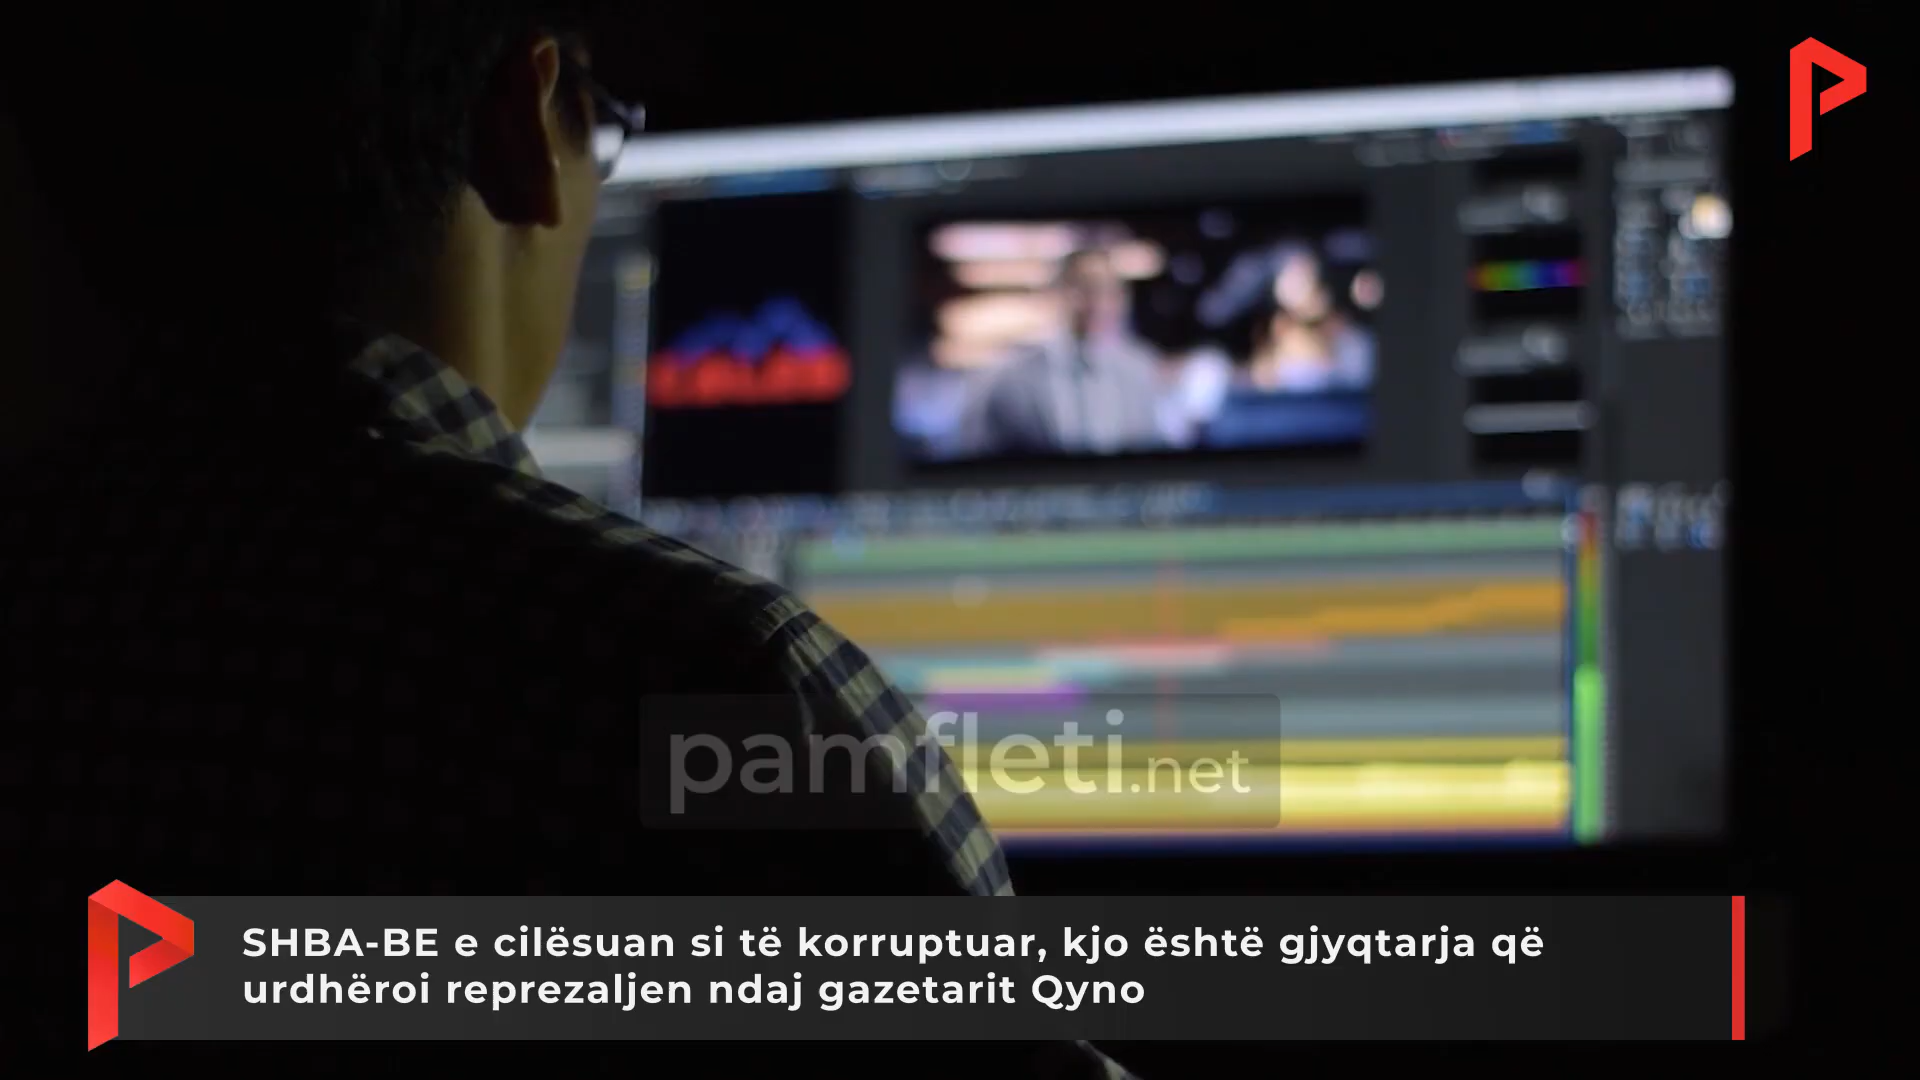 pamfleti.net
SHBA-BE e cilësuan si të korruptuar, kjo është gjyqtarja që
urdhëroi reprezaljen ndaj gazetarit Qyno